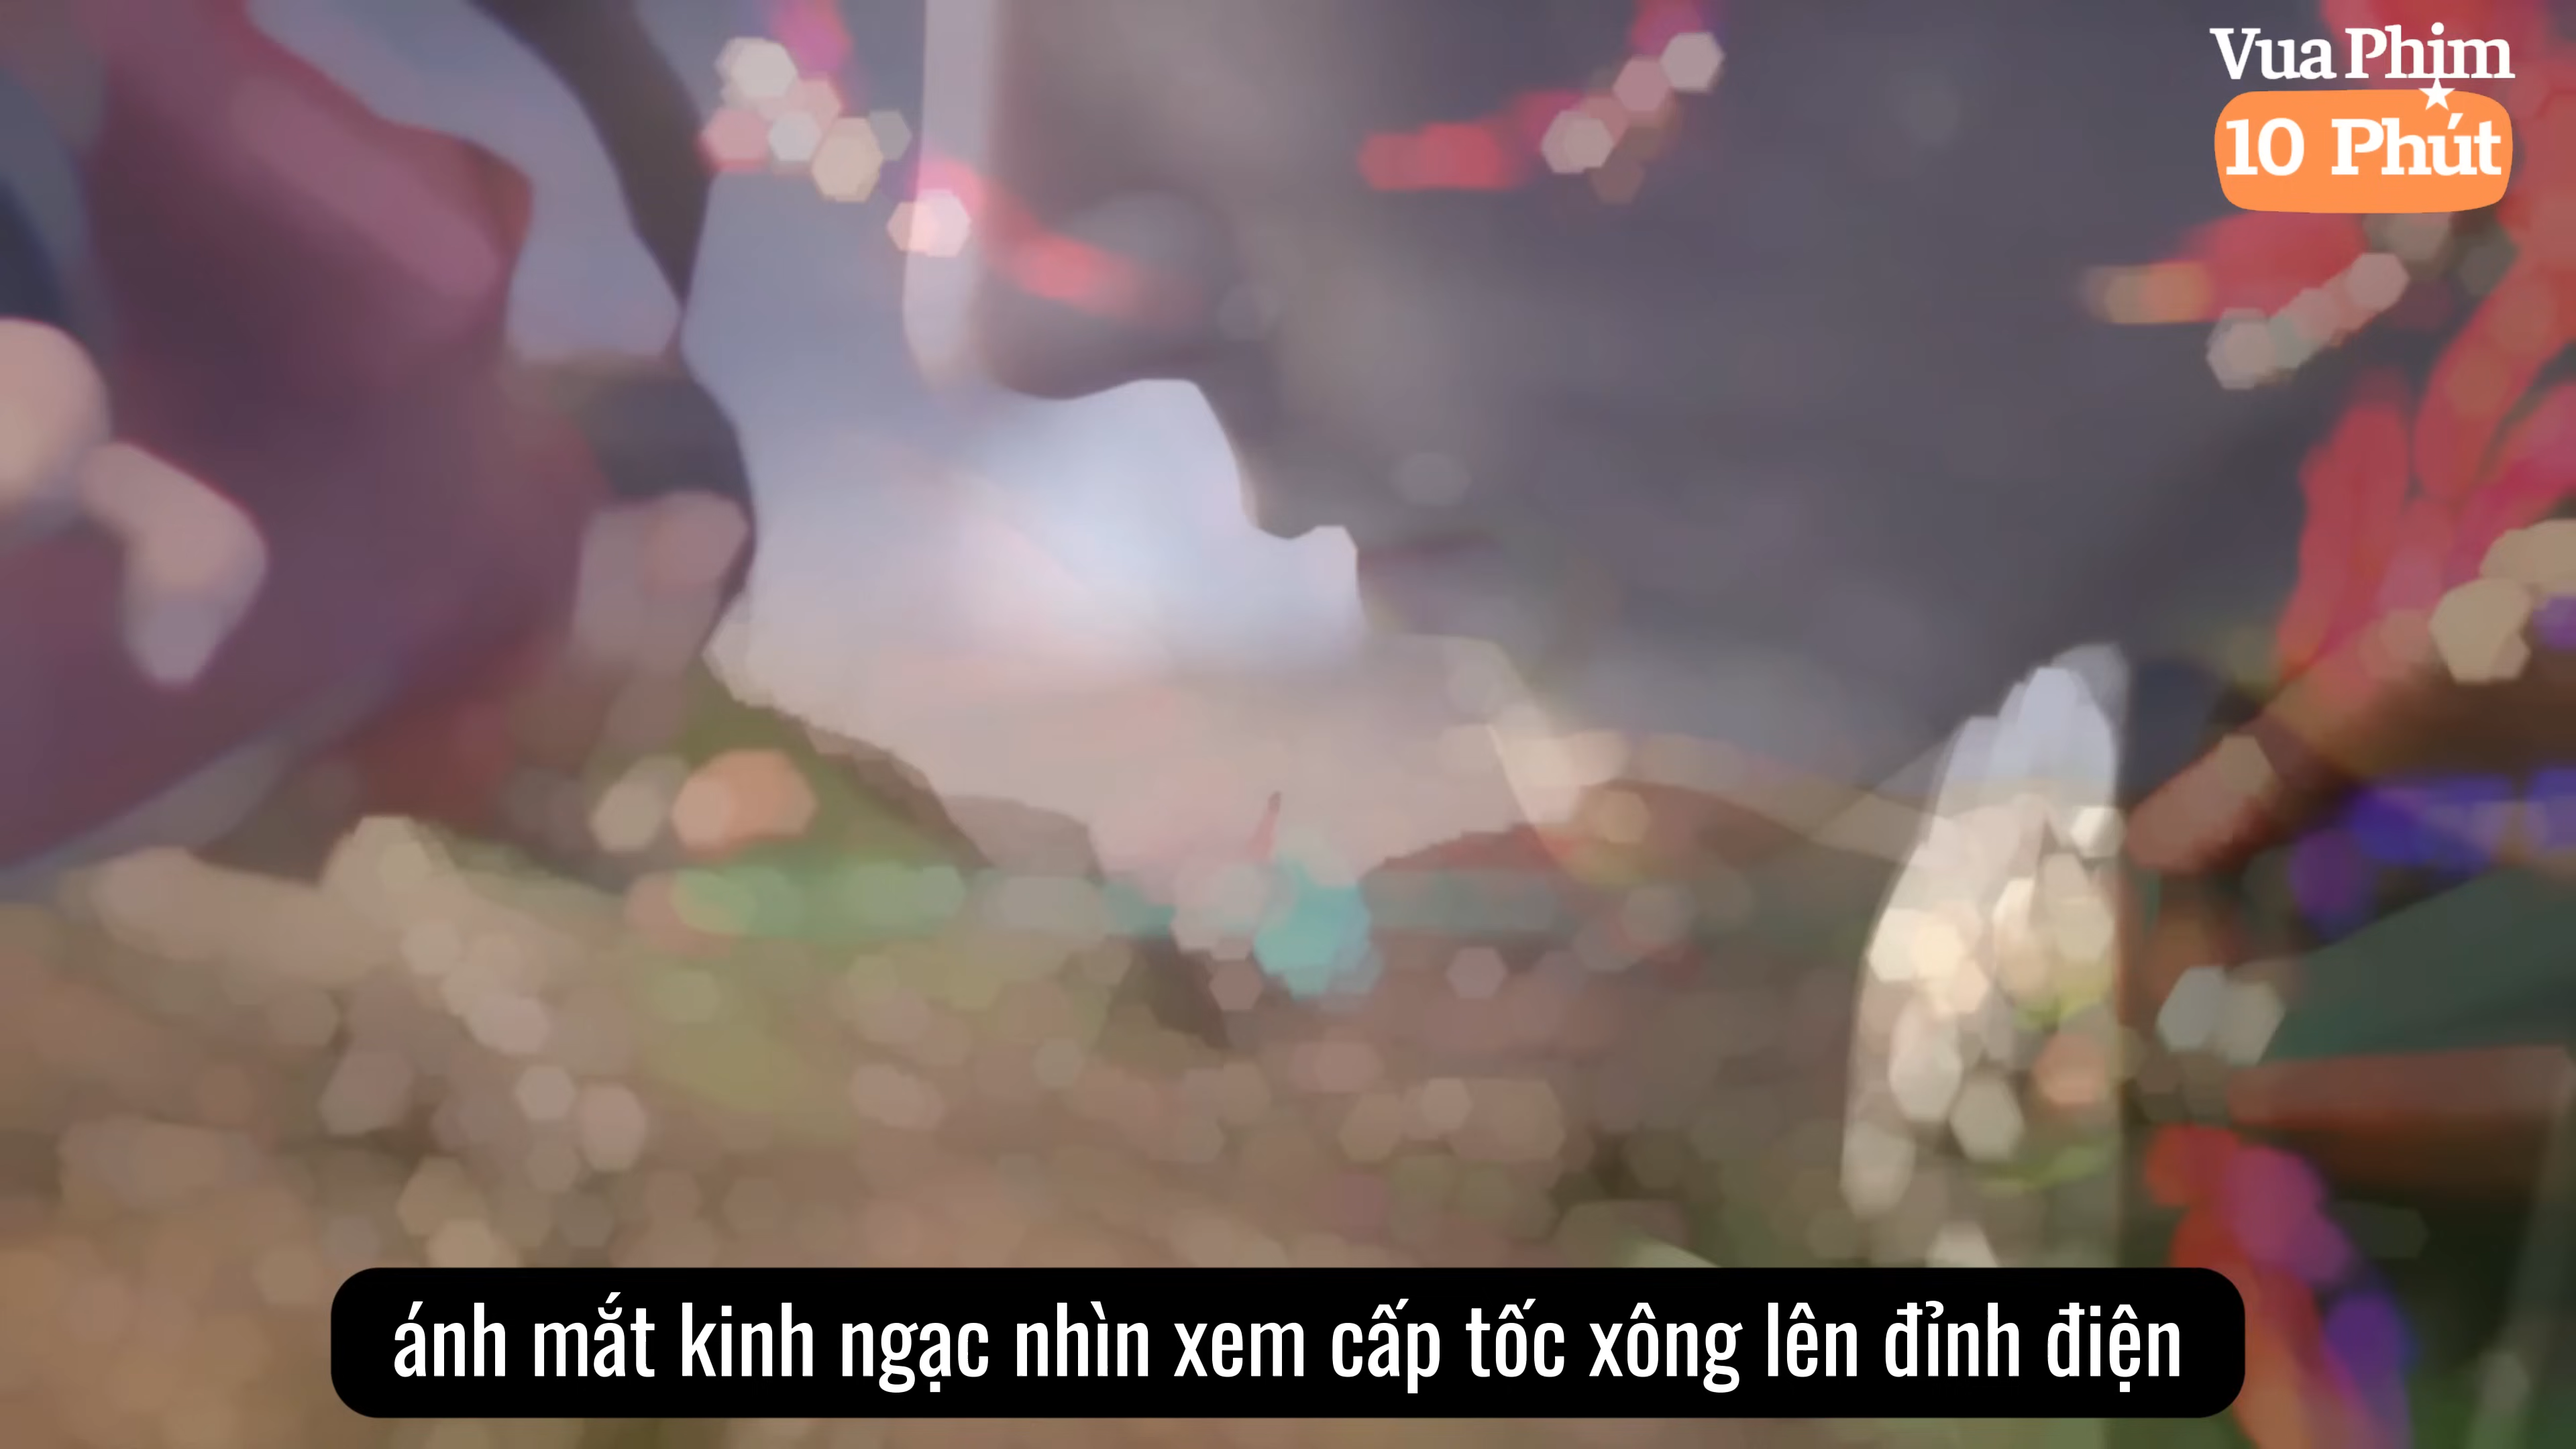 Vua Phim
10 Phút
ánh mắt kinh ngạc nhìn xem cấp tốc xông lên đỉnh điện